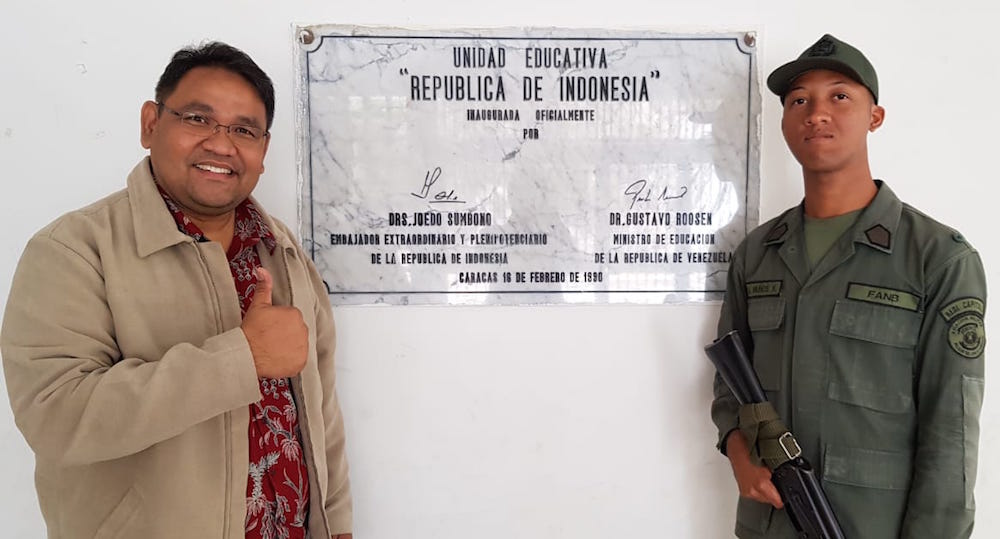 UNIDAD EDUCATIVA
"REPUBLICA DE INDONESIA"
INAUGURADA OFICIALMENTE
POR
DRS. JOEDO SUMBONO
EMBAJADOR EXTRAORDINARIO Y PLENIPOTENCIARIO
DE LA REPUBLICA DE INDONESIA
DR. GUSTAVO ROOSEN
MINISTRO DE EDUCACION
DE LA REPUBLICA DE VENEZUELA
CARACAS 16 DE FEBRERO DE 1990
FANB